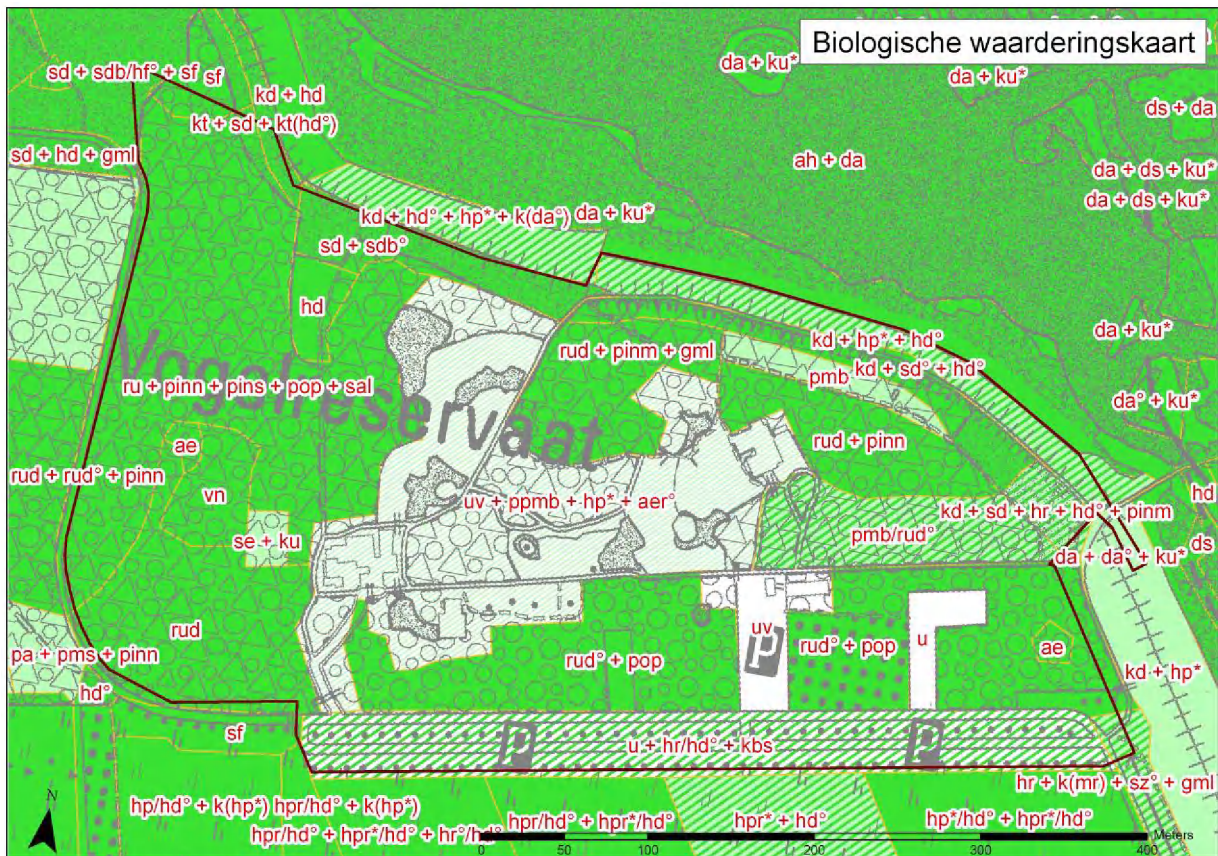 Biologische waarderingskaart
da + ku*
da + ku*
sd + sdb/hf° + sf
sf
kd + hd
ds + da
kt + sd + kt(hd°)
sd + hd + gml
ah + da
da + ds + ku*
da + ds + ku*
kd + hd° + hp* + k(da°)
da + ku*
sd + sdb°
hd
da + ku*
kd + hp* + hd°
rud + pinm + gml
kd + sd° + hd°
pmb
Vogelreservaat
ru + pinn + pins + pop + sal
da° + ku*
ae
rud + pinn
rud + rud° + pinn
vn
uv + ppmb + hp* + aer°
hd
kd + sd + hr + hd° + pinm
se + ku
pmb/rud°
ds
da + da° + ku*
rud
uv
u
ae
pa + pms + pinn
rud° + pop
rud° + pop
P
kd + hp*
hd°
sf
P
u + hr/hd° + kbs
P
hr + k(mr) + sz° + gml
N
hp/hd° + k(hp*)
hpr/hd° + k(hp*)
hpr/hd° + hpr*/hd° + hr°/hd°
hpr/hd° + hpr*/hd°
hpr* + hd°
hp*/hd° + hpr*/hd°
Meters
0 50 100 200 300 400